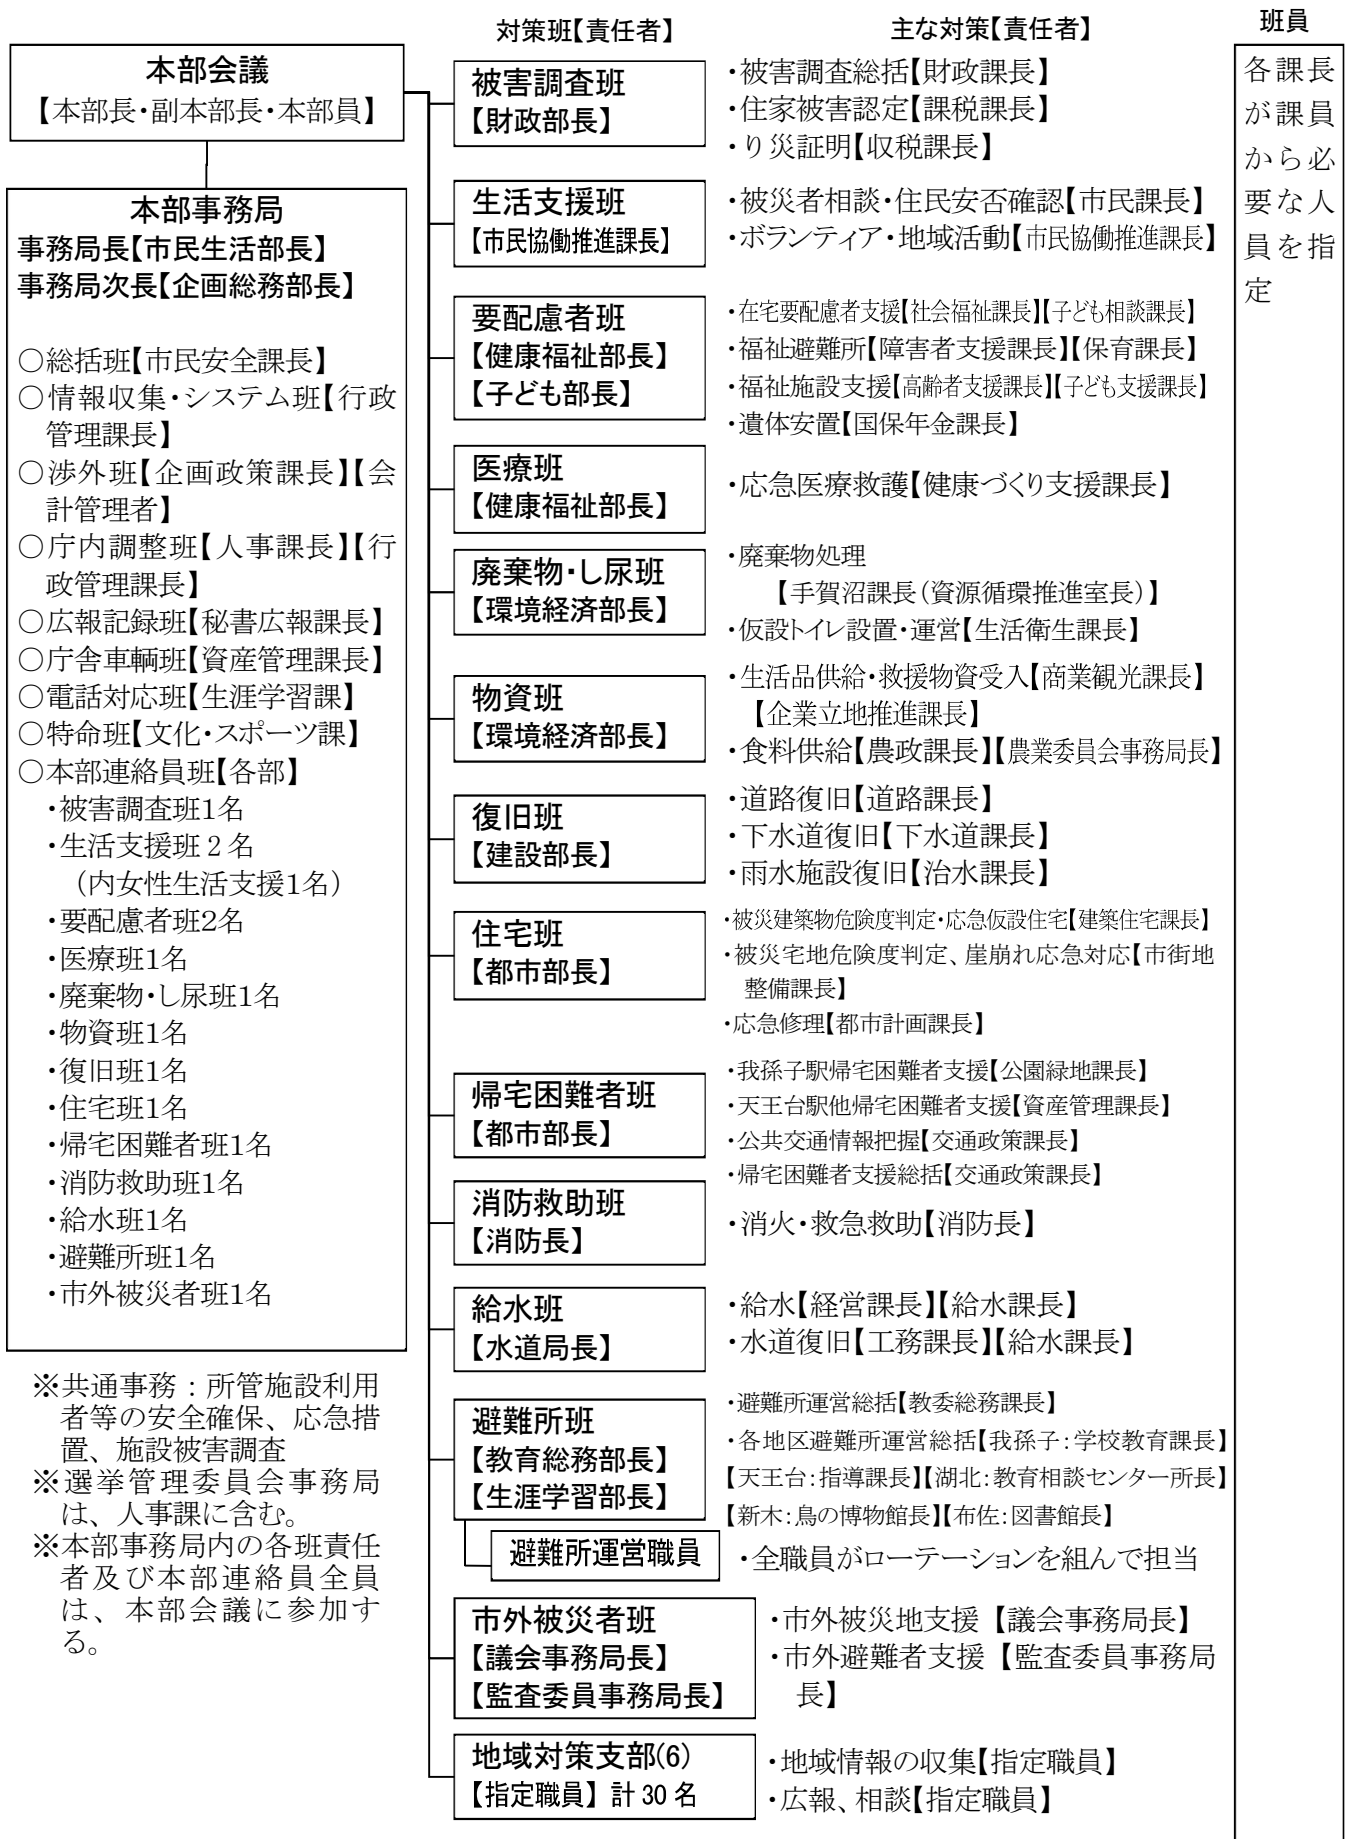 対策班【責任者】
主な対策【責任者】
班員
本部会議
【本部長・副本部長・本部員】
本部事務局
事務局長【市民生活部長】
事務局次長【企画総務部長】
○総括班【市民安全課長】
○情報収集・システム班【行政
管理課長】
○渉外班【企画政策課長】【会
計管理者】
○庁内調整班【人事課長】【行
政管理課長】
○広報記録班【秘書広報課長】
○庁舎車輌班【資産管理課長】
○電話対応班【生涯学習課】
○特命班【文化・スポーツ課】
○本部連絡員班【各部】
・被害調査班1名
・生活支援班2名
(内女性生活支援1名)
・要配慮者班2名
・医療班1名
・廃棄物・し尿班1名
・物資班1名
・復旧班1名
・住宅班1名
・帰宅困難者班1名
・消防救助班1名
・給水班1名
・避難所班1名
・市外被災者班1名
※共通事務：所管施設利用
者等の安全確保、応急措
置、施設被害調査
※選挙管理委員会事務局
は、人事課に含む。
※本部事務局内の各班責任
者及び本部連絡員全員
は、本部会議に参加す
る。
被害調査班
【財政部長】
・被害調査総括【財政課長】
・住家被害認定【課税課長】
・り災証明【収税課長】
生活支援班
【市民協働推進課長】
・被災者相談・住民安否確認【市民課長】
・ボランティア・地域活動【市民協働推進課長】
要配慮者班
【健康福祉部長】
【子ども部長】
・在宅要配慮者支援【社会福祉課長】【子ども相談課長】
・福祉避難所【障害者支援課長】【保育課長】
・福祉施設支援【高齢者支援課長】【子ども支援課長】
・遺体安置【国保年金課長】
医療班
【健康福祉部長】
・応急医療救護【健康づくり支援課長】
廃棄物・し尿班
【環境経済部長】
・廃棄物処理
【手賀沼課長(資源循環推進室長)】
・仮設トイレ設置・運営【生活衛生課長】
物資班
【環境経済部長】
・生活品供給・救援物資受入【商業観光課長】
【企業立地推進課長】
・食料供給【農政課長】【農業委員会事務局長】
復旧班
【建設部長】
・道路復旧【道路課長】
・下水道復旧【下水道課長】
・雨水施設復旧【治水課長】
住宅班
【都市部長】
・被災建築物危険度判定・応急仮設住宅【建築住宅課長】
・被災宅地危険度判定、崖崩れ応急対応【市街地
整備課長】
・応急修理【都市計画課長】
帰宅困難者班
【都市部長】
・我孫子駅帰宅困難者支援【公園緑地課長】
・天王台駅他帰宅困難者支援【資産管理課長】
・公共交通情報把握【交通政策課長】
・帰宅困難者支援総括【交通政策課長】
消防救助班
【消防長】
・消火・救急救助【消防長】
給水班
【水道局長】
・給水【経営課長】【給水課長】
・水道復旧【工務課長】【給水課長】
避難所班
【教育総務部長】
【生涯学習部長】
・避難所運営総括【教委総務課長】
・各地区避難所運営総括【我孫子：学校教育課長】
【天王台：指導課長】【湖北：教育相談センター所長】
【新木：鳥の博物館長】【布佐：図書館長】
避難所運営職員
・全職員がローテーションを組んで担当
市外被災者班
【議会事務局長】
【監査委員事務局長】
・市外被災地支援【議会事務局長】
・市外避難者支援【監査委員事務局
長】
地域対策支部(6)
【指定職員】計30名
・地域情報の収集【指定職員】
・広報、相談【指定職員】
各課長
が課員
から必
要な人
員を指
定